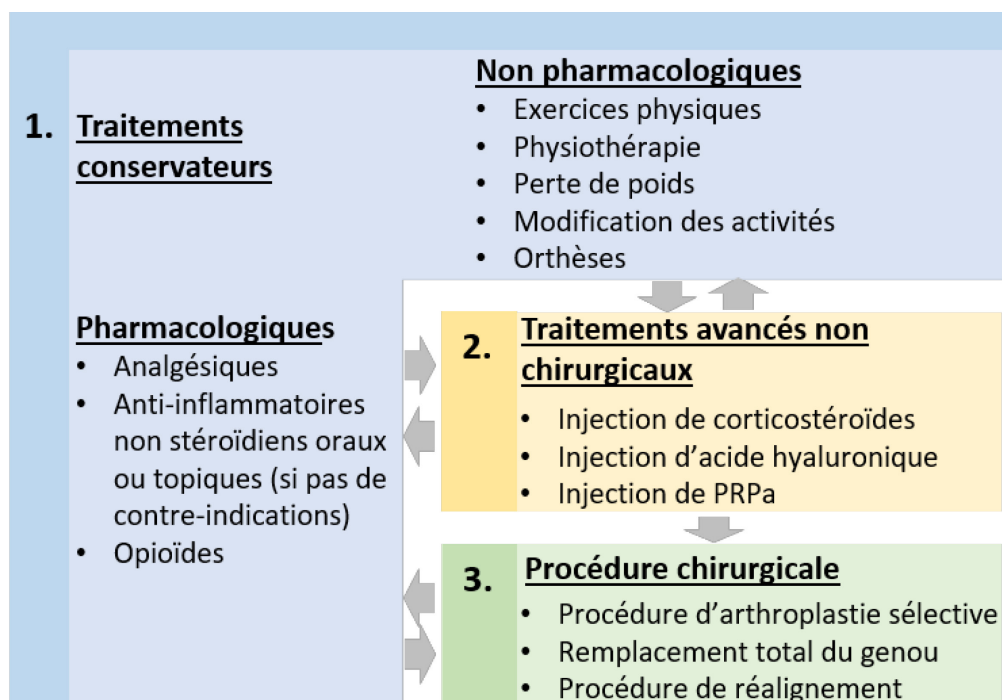 1. Traitements
conservateurs
Non pharmacologiques
• Exercices physiques
• Physiothérapie
• Perte de poids
• Modification des activités
• Orthèses
Pharmacologiques
• Analgésiques
• Anti-inflammatoires
non stéroïdiens oraux
ou topiques (si pas de
contre-indications)
• Opioïdes
2. Traitements avancés non
chirurgicaux
• Injection de corticostéroïdes
• Injection d’acide hyaluronique
• Injection de PRPa
3. Procédure chirurgicale
• Procédure d’arthroplastie sélective
• Remplacement total du genou
• Procédure de réalignement